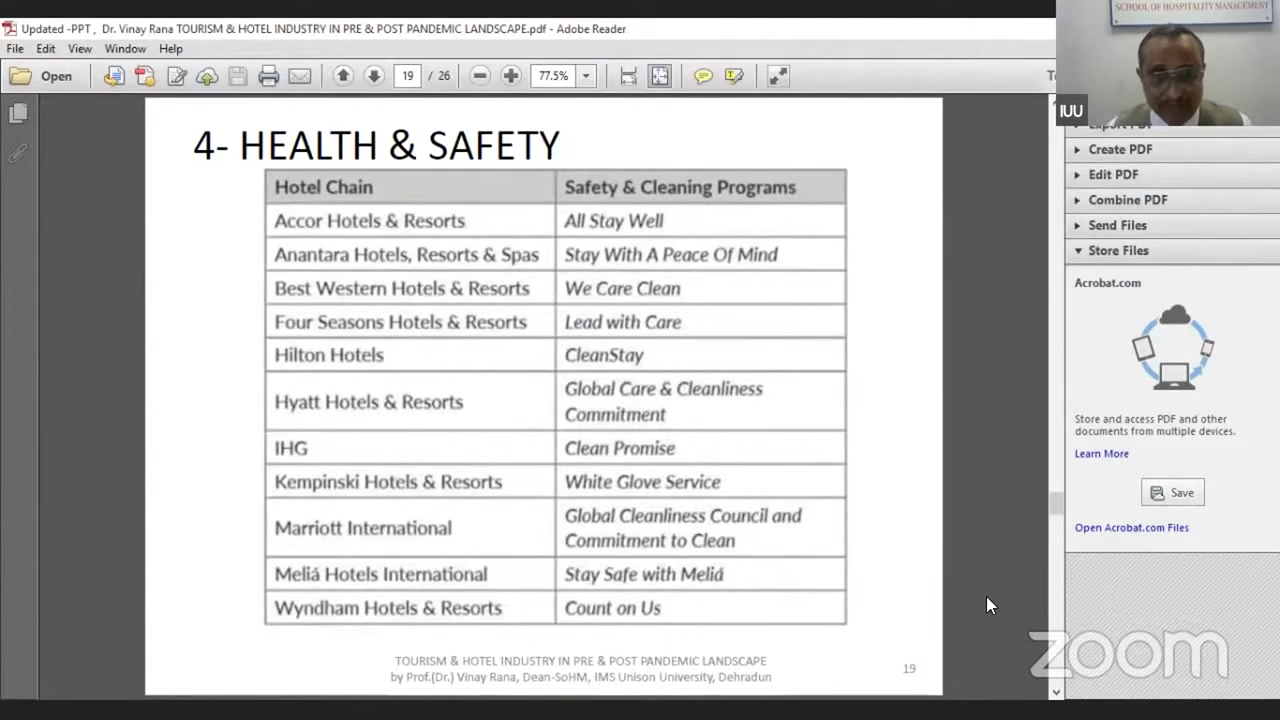 Updated -PPT , Dr. Vinay Rana TOURISM & HOTEL INDUSTRY IN PRE & POST PANDEMIC LANDSCAPE.pdf - Adobe Reader
SCHOOL OF HOSPITALITY MANAGEMENT
File Edit View Window Help
Open 19 / 26 77.5%
IUU
Export PDF
Create PDF
Edit PDF
Combine PDF
Send Files
Store Files
Acrobat.com
Store and access PDF and other
documents from multiple devices.
Learn More
Save
Open Acrobat.com Files
4- HEALTH & SAFETY
Hotel Chain Safety & Cleaning Programs
Accor Hotels & Resorts All Stay Well
Anantara Hotels, Resorts & Spas Stay With A Peace Of Mind
Best Western Hotels & Resorts We Care Clean
Four Seasons Hotels & Resorts Lead with Care
Hilton Hotels CleanStay
Hyatt Hotels & Resorts Global Care & Cleanliness
Commitment
IHG Clean Promise
Kempinski Hotels & Resorts White Glove Service
Marriott International Global Cleanliness Council and
Commitment to Clean
Meliá Hotels International Stay Safe with Meliá
Wyndham Hotels & Resorts Count on Us
TOURISM & HOTEL INDUSTRY IN PRE & POST PANDEMIC LANDSCAPE
by Prof.(Dr.) Vinay Rana, Dean-SoHM, IMS Unison University, Dehradun
19
zoom